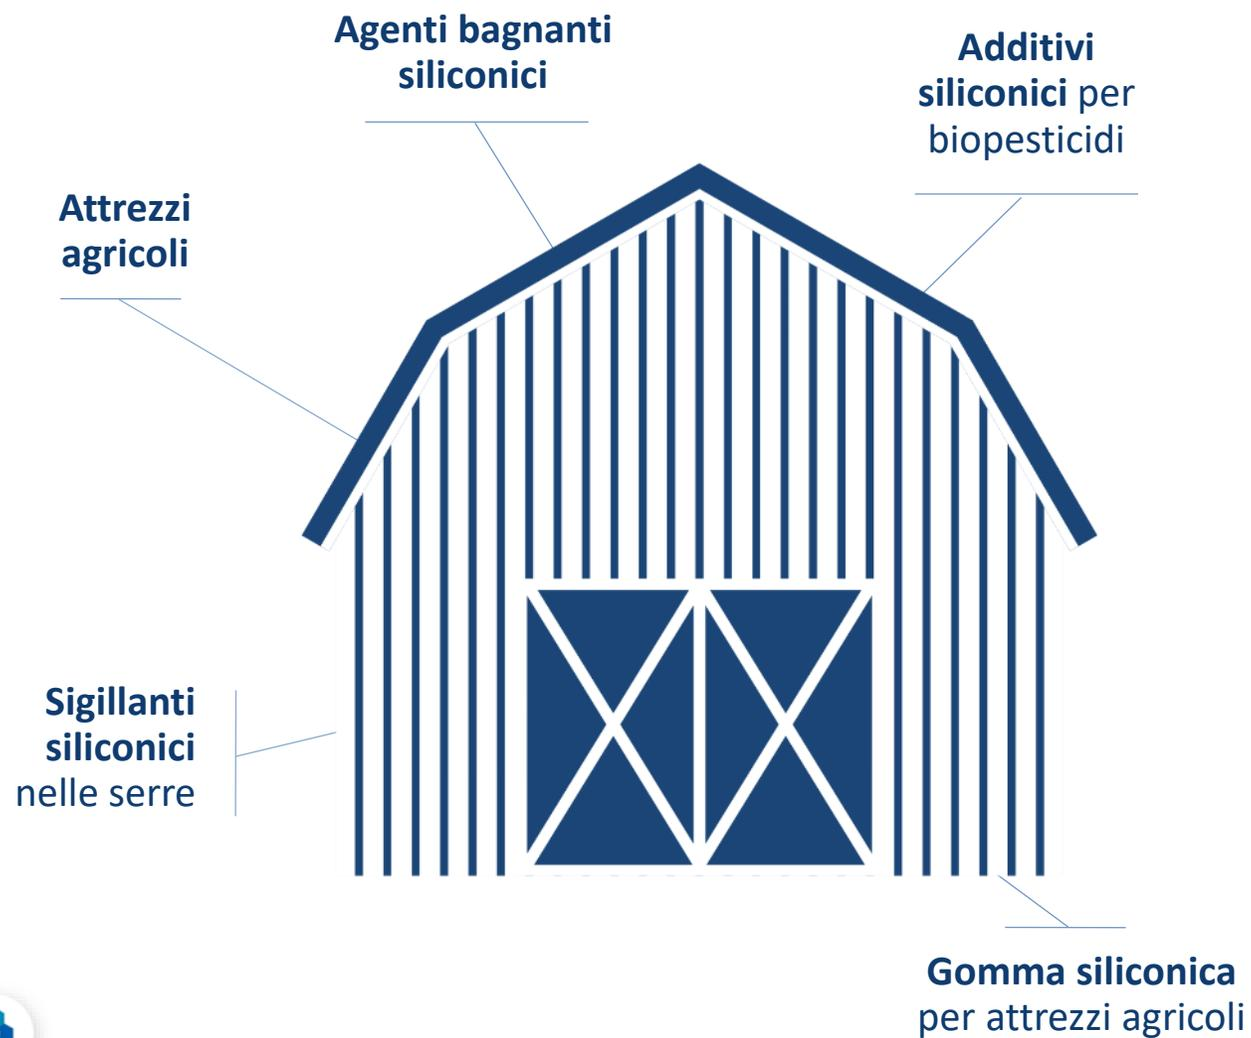 Agenti bagnanti
siliconici
Additivi
siliconici per
biopesticidi
Attrezzi
agricoli
Sigillanti
siliconici
nelle serre
Gomma siliconica
per attrezzi agricoli